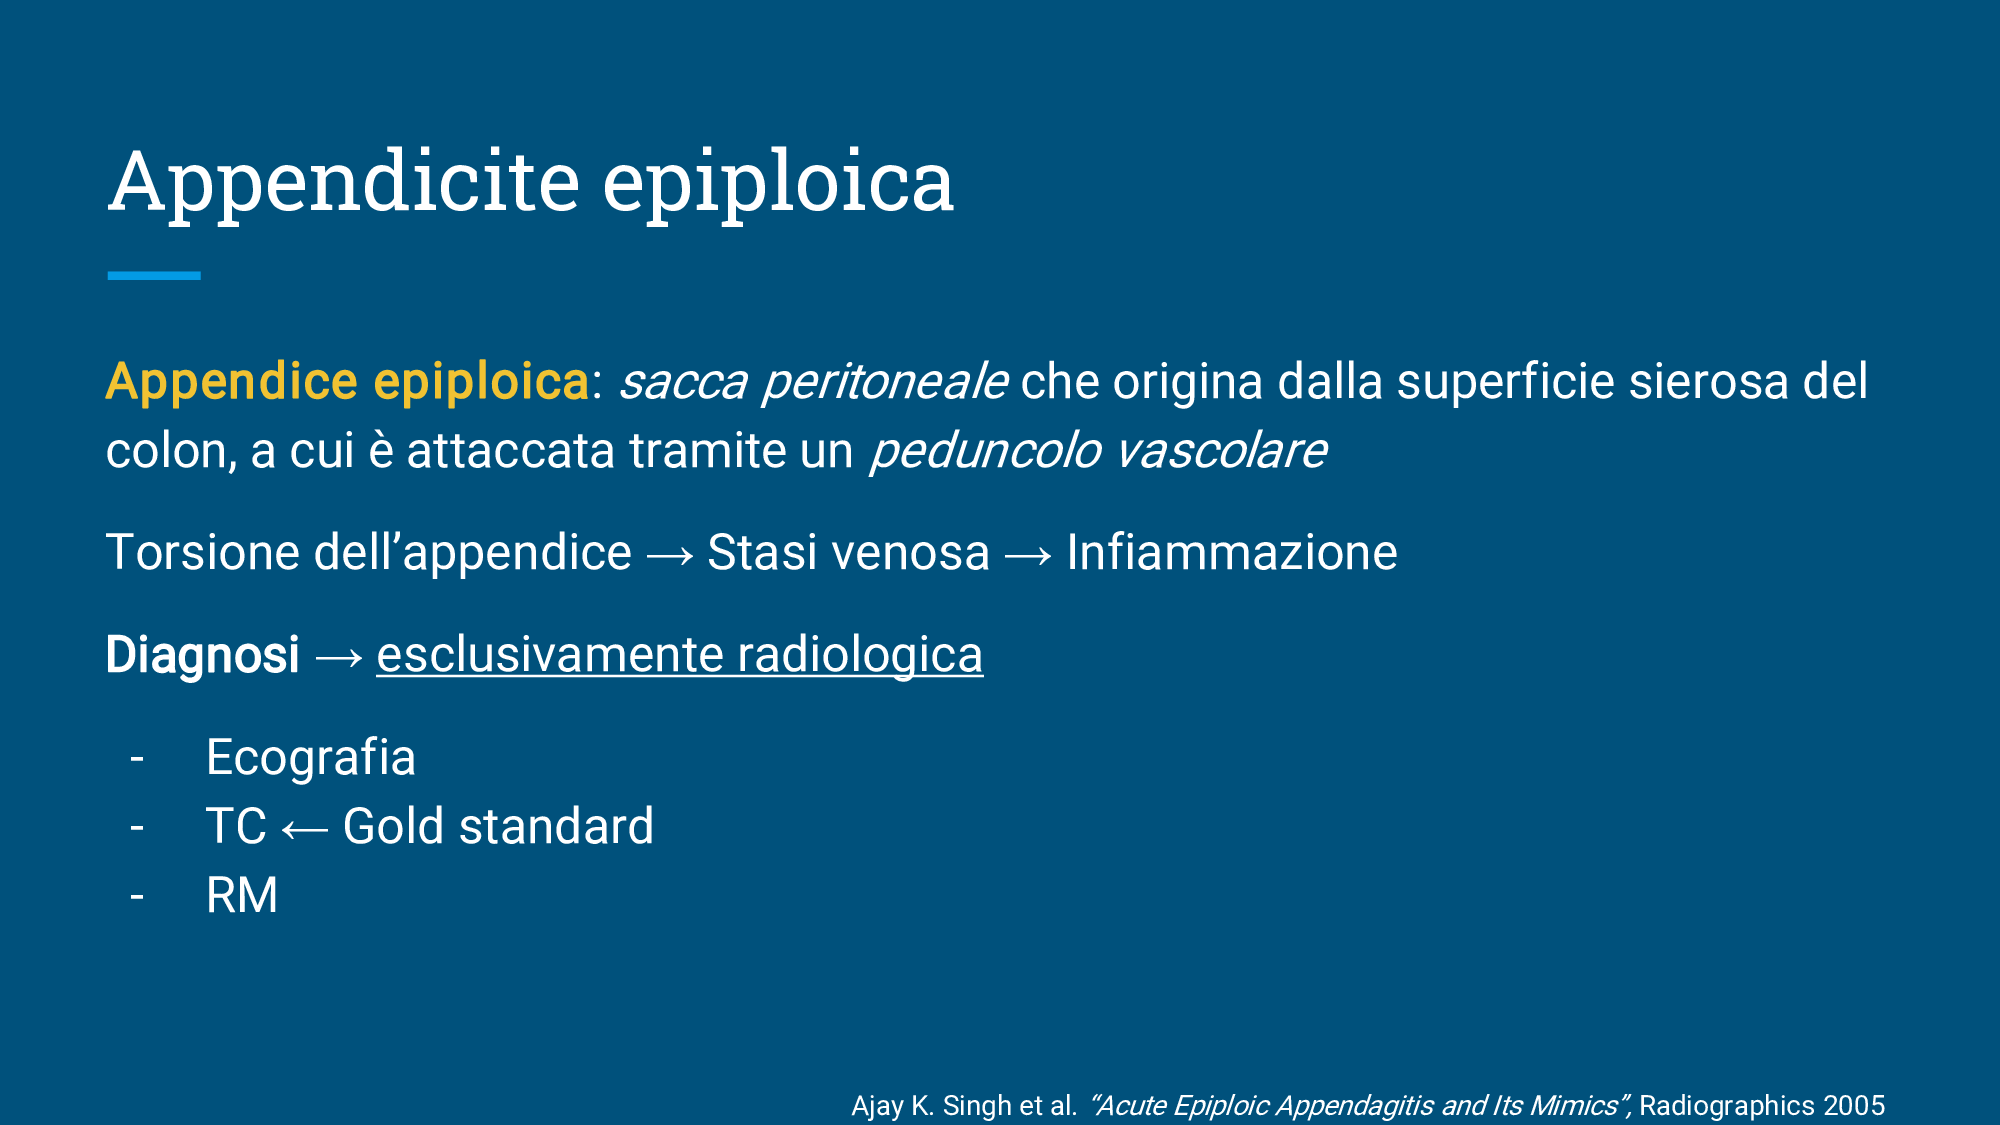 Appendicite epiploica
Appendice epiploica: sacca peritoneale che origina dalla superficie sierosa del
colon, a cui è attaccata tramite un peduncolo vascolare
Torsione dell’appendice → Stasi venosa → Infiammazione
Diagnosi → esclusivamente radiologica
- Ecografia
- TC ← Gold standard
- RM
Ajay K. Singh et al. “Acute Epiploic Appendagitis and Its Mimics”, Radiographics 2005